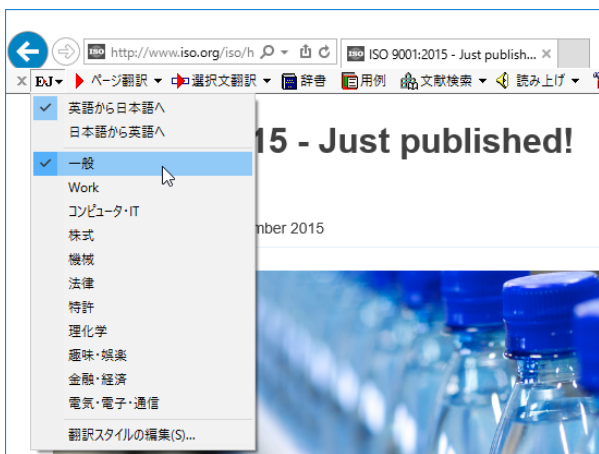 ISO http://www.iso.org/iso/h
ISO ISO 9001:2015 - Just publish... ×
× EJ ページ翻訳 選択文翻訳 辞書 用例 文献検索 読み上げ
英語から日本語へ
日本語から英語へ
一般
Work
コンピュータ・IT
株式
機械
法律
特許
理化学
趣味・娯楽
金融・経済
電気・電子・通信
翻訳スタイルの編集(S)...
15 - Just published!
mber 2015